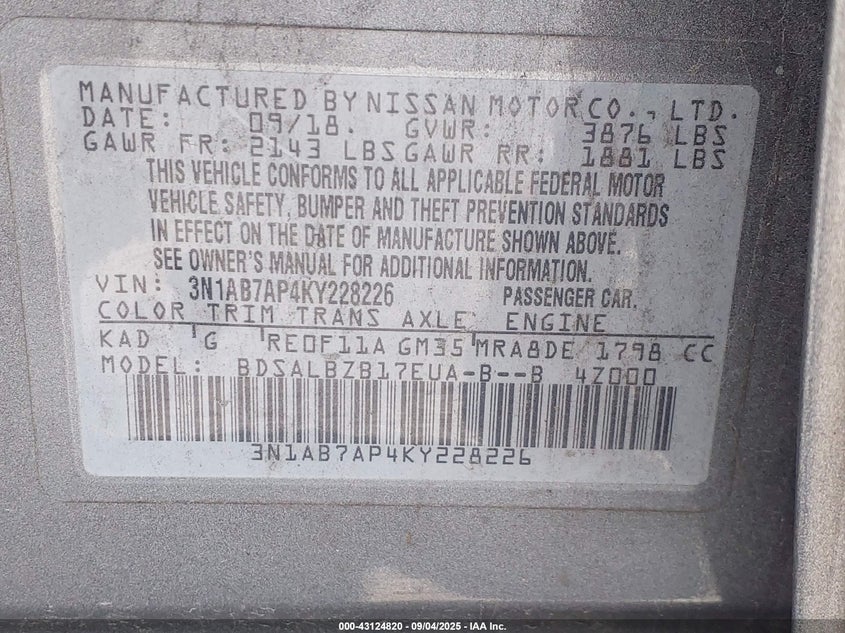 MANUFACTURED BY NISSAN MOTOR CO., LTD.
DATE: 09/18. GVWR: 3876 LBS
GAWR FR: 2143 LBS GAWR RR: 1881 LBS
THIS VEHICLE CONFORMS TO ALL APPLICABLE FEDERAL MOTOR
VEHICLE SAFETY, BUMPER AND THEFT PREVENTION STANDARDS
IN EFFECT ON THE DATE OF MANUFACTURE SHOWN ABOVE.
SEE OWNER'S MANUAL FOR ADDITIONAL INFORMATION.
VIN: 3N1AB7AP4KY228226 PASSENGER CAR.
COLOR TRIM TRANS AXLE ENGINE
KAD G RE0F11A GM35 MRA8DE 1798 CC
MODEL: BDSALBZB17EUA-B--B 4Z000
3N1AB7AP4KY228226
000-43124820 - 09/04/2025 - IAA Inc.